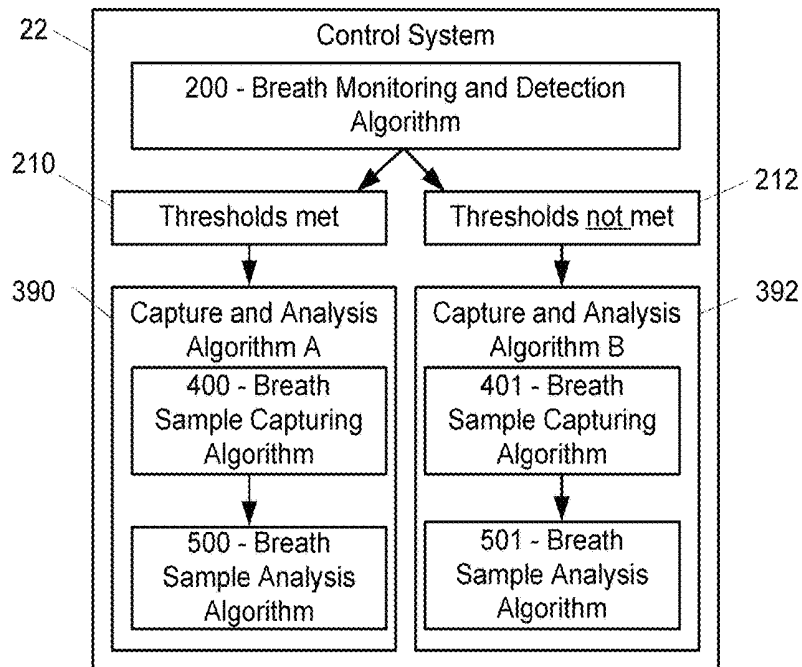 22
Control System
200 - Breath Monitoring and Detection
Algorithm
210
212
Thresholds met
Thresholds not met
390
392
Capture and Analysis
Algorithm A
400 - Breath
Sample Capturing
Algorithm
500 - Breath
Sample Analysis
Algorithm
Capture and Analysis
Algorithm B
401 - Breath
Sample Capturing
Algorithm
501 - Breath
Sample Analysis
Algorithm